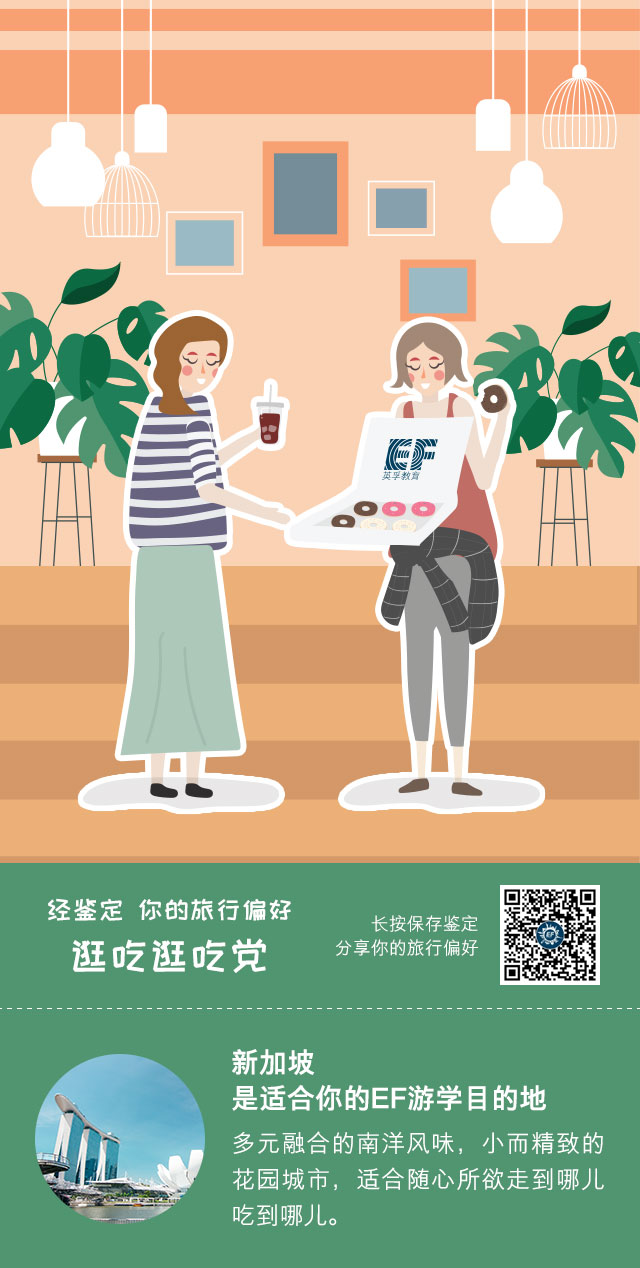 EF
英孚教育
经鉴定 你的旅行偏好
逛吃逛吃党
长按保存鉴定
分享你的旅行偏好
EF
新加坡
是适合你的EF游学目的地
多元融合的南洋风味，小而精致的
花园城市，适合随心所欲走到哪儿
吃到哪儿。